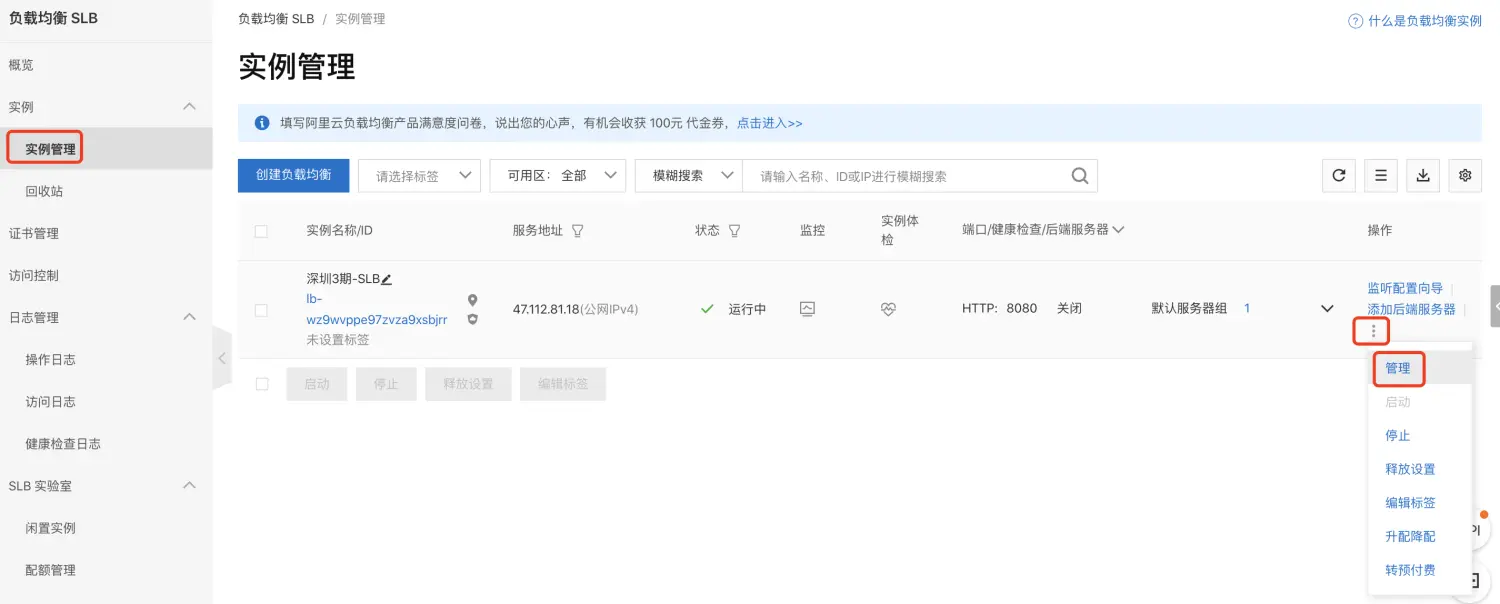 负载均衡 SLB
概览
实例
实例管理
回收站
证书管理
访问控制
日志管理
操作日志
访问日志
健康检查日志
SLB 实验室
闲置实例
配额管理
负载均衡 SLB / 实例管理
什么是负载均衡实例
实例管理
填写阿里云负载均衡产品满意度问卷，说出您的心声，有机会收获 100元 代金券，点击进入>>
创建负载均衡 请选择标签 可用区： 全部 模糊搜索 请输入名称、ID或IP进行模糊搜索
实例名称/ID 服务地址 状态 监控 实例体检 端口/健康检查/后端服务器 操作
深圳3期-SLB
lb-
wz9wvppe97zvza9xsbjrr
未设置标签
47.112.81.18(公网IPv4) 运行中 HTTP: 8080 关闭 默认服务器组 1
监听配置向导
添加后端服务器
启动 停止 释放设置 编辑标签
管理
启动
停止
释放设置
编辑标签
升配降配
转预付费